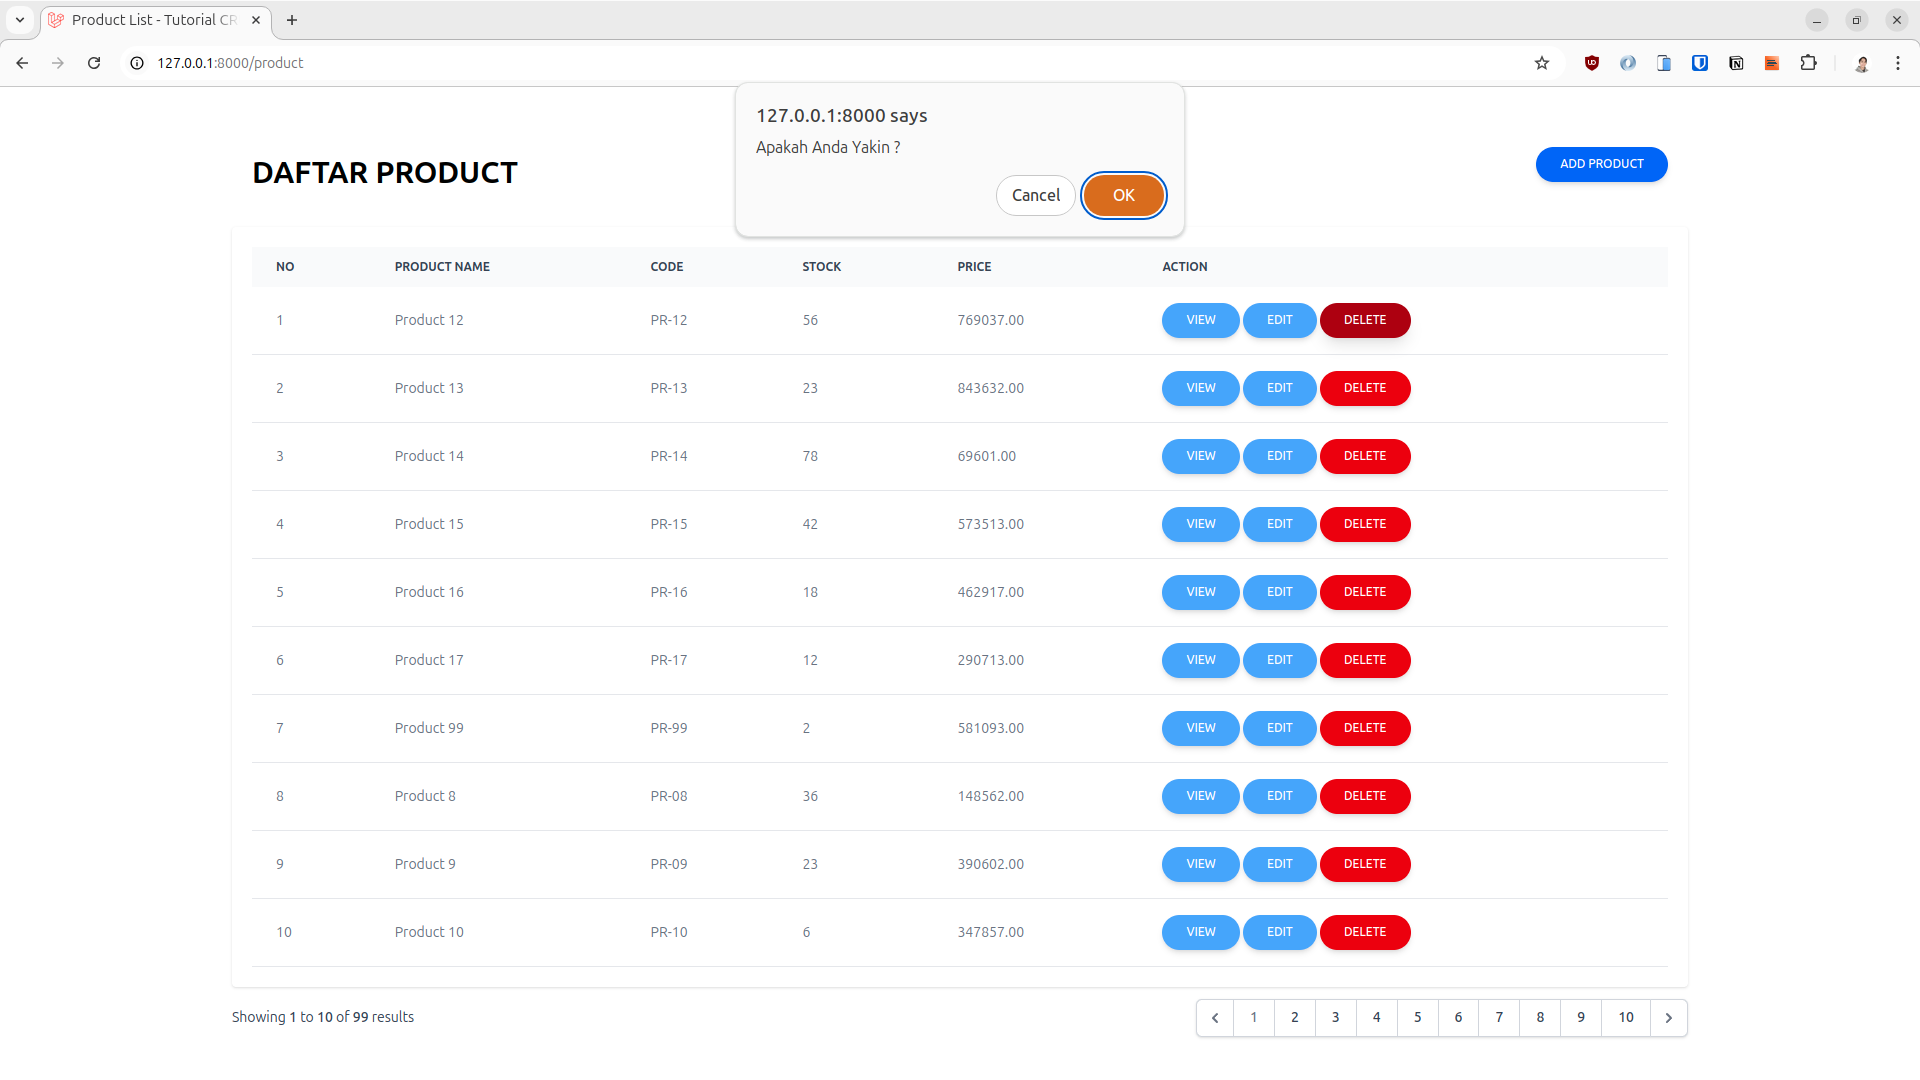 Product List - Tutorial CR
127.0.0.1:8000/product
127.0.0.1:8000 says
Apakah Anda Yakin ?
Cancel OK
DAFTAR PRODUCT
ADD PRODUCT
NO PRODUCT NAME CODE STOCK PRICE ACTION
1 Product 12 PR-12 56 769037.00 VIEW EDIT DELETE
2 Product 13 PR-13 23 843632.00 VIEW EDIT DELETE
3 Product 14 PR-14 78 69601.00 VIEW EDIT DELETE
4 Product 15 PR-15 42 573513.00 VIEW EDIT DELETE
5 Product 16 PR-16 18 462917.00 VIEW EDIT DELETE
6 Product 17 PR-17 12 290713.00 VIEW EDIT DELETE
7 Product 99 PR-99 2 581093.00 VIEW EDIT DELETE
8 Product 8 PR-08 36 148562.00 VIEW EDIT DELETE
9 Product 9 PR-09 23 390602.00 VIEW EDIT DELETE
10 Product 10 PR-10 6 347857.00 VIEW EDIT DELETE
Showing 1 to 10 of 99 results
1 2 3 4 5 6 7 8 9 10